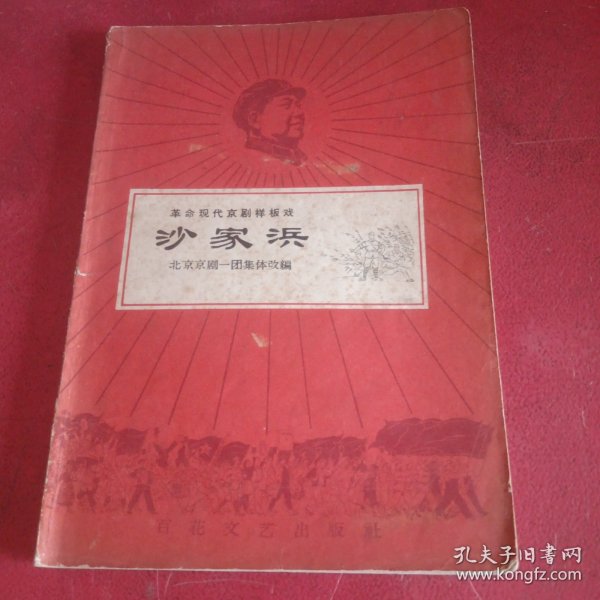 革命现代京剧样板戏
沙家浜
北京京剧一团集体改編
百花文艺出版社
孔夫子旧书网
www.kongfz.com